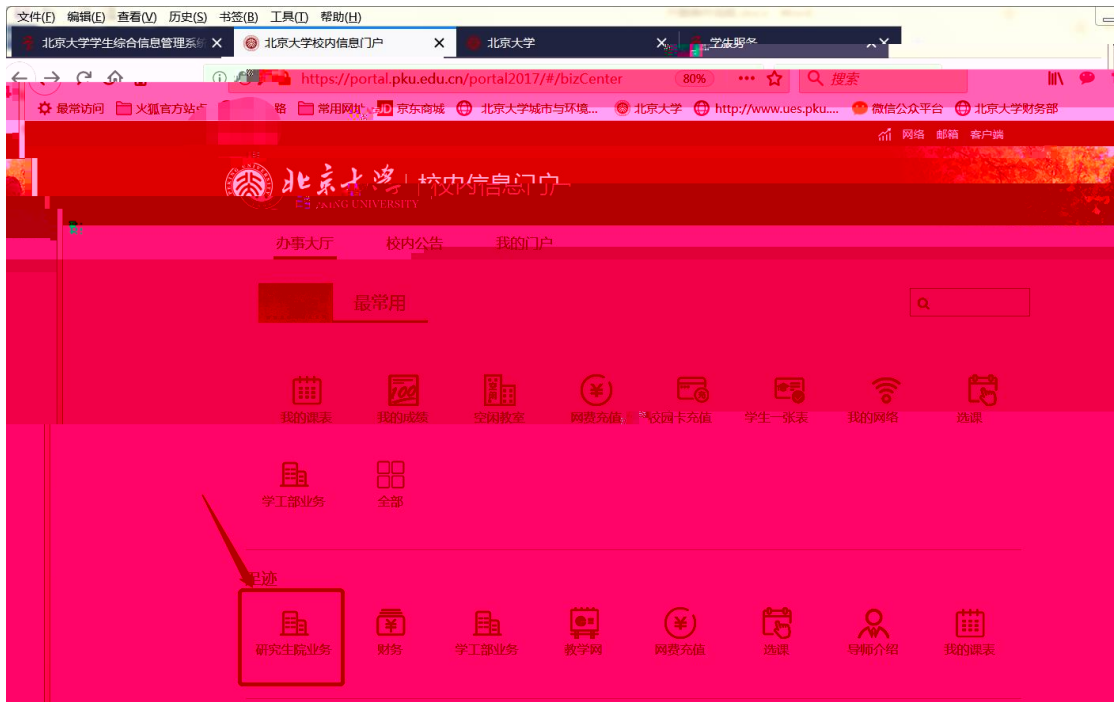 文件(F) 编辑(E) 查看(V) 历史(S) 书签(B) 工具(T) 帮助(H)
北京大学学生综合信息管理系统 北京大学校内信息门户 北京大学 学生服务
https://portal.pku.edu.cn/portal2017/#/bizCenter 80% 搜索
最常访问 火狐官方站点 常用网址 JD 京东商城 北京大学城市与环境... 北京大学 http://www.ues.pku.... 微信公众平台 北京大学财务部
网络 邮箱 客户端
北京大学 校内信息门户
PEKING UNIVERSITY
办事大厅 校内公告 我的门户
最常用
我的课表 我的成绩 空闲教室 网费充值 校园卡充值 学生一张表 我的网络 选课
学工部业务 全部
足迹
研究生院业务 财务 学工部业务 教学网 网费充值 选课 导师介绍 我的课表